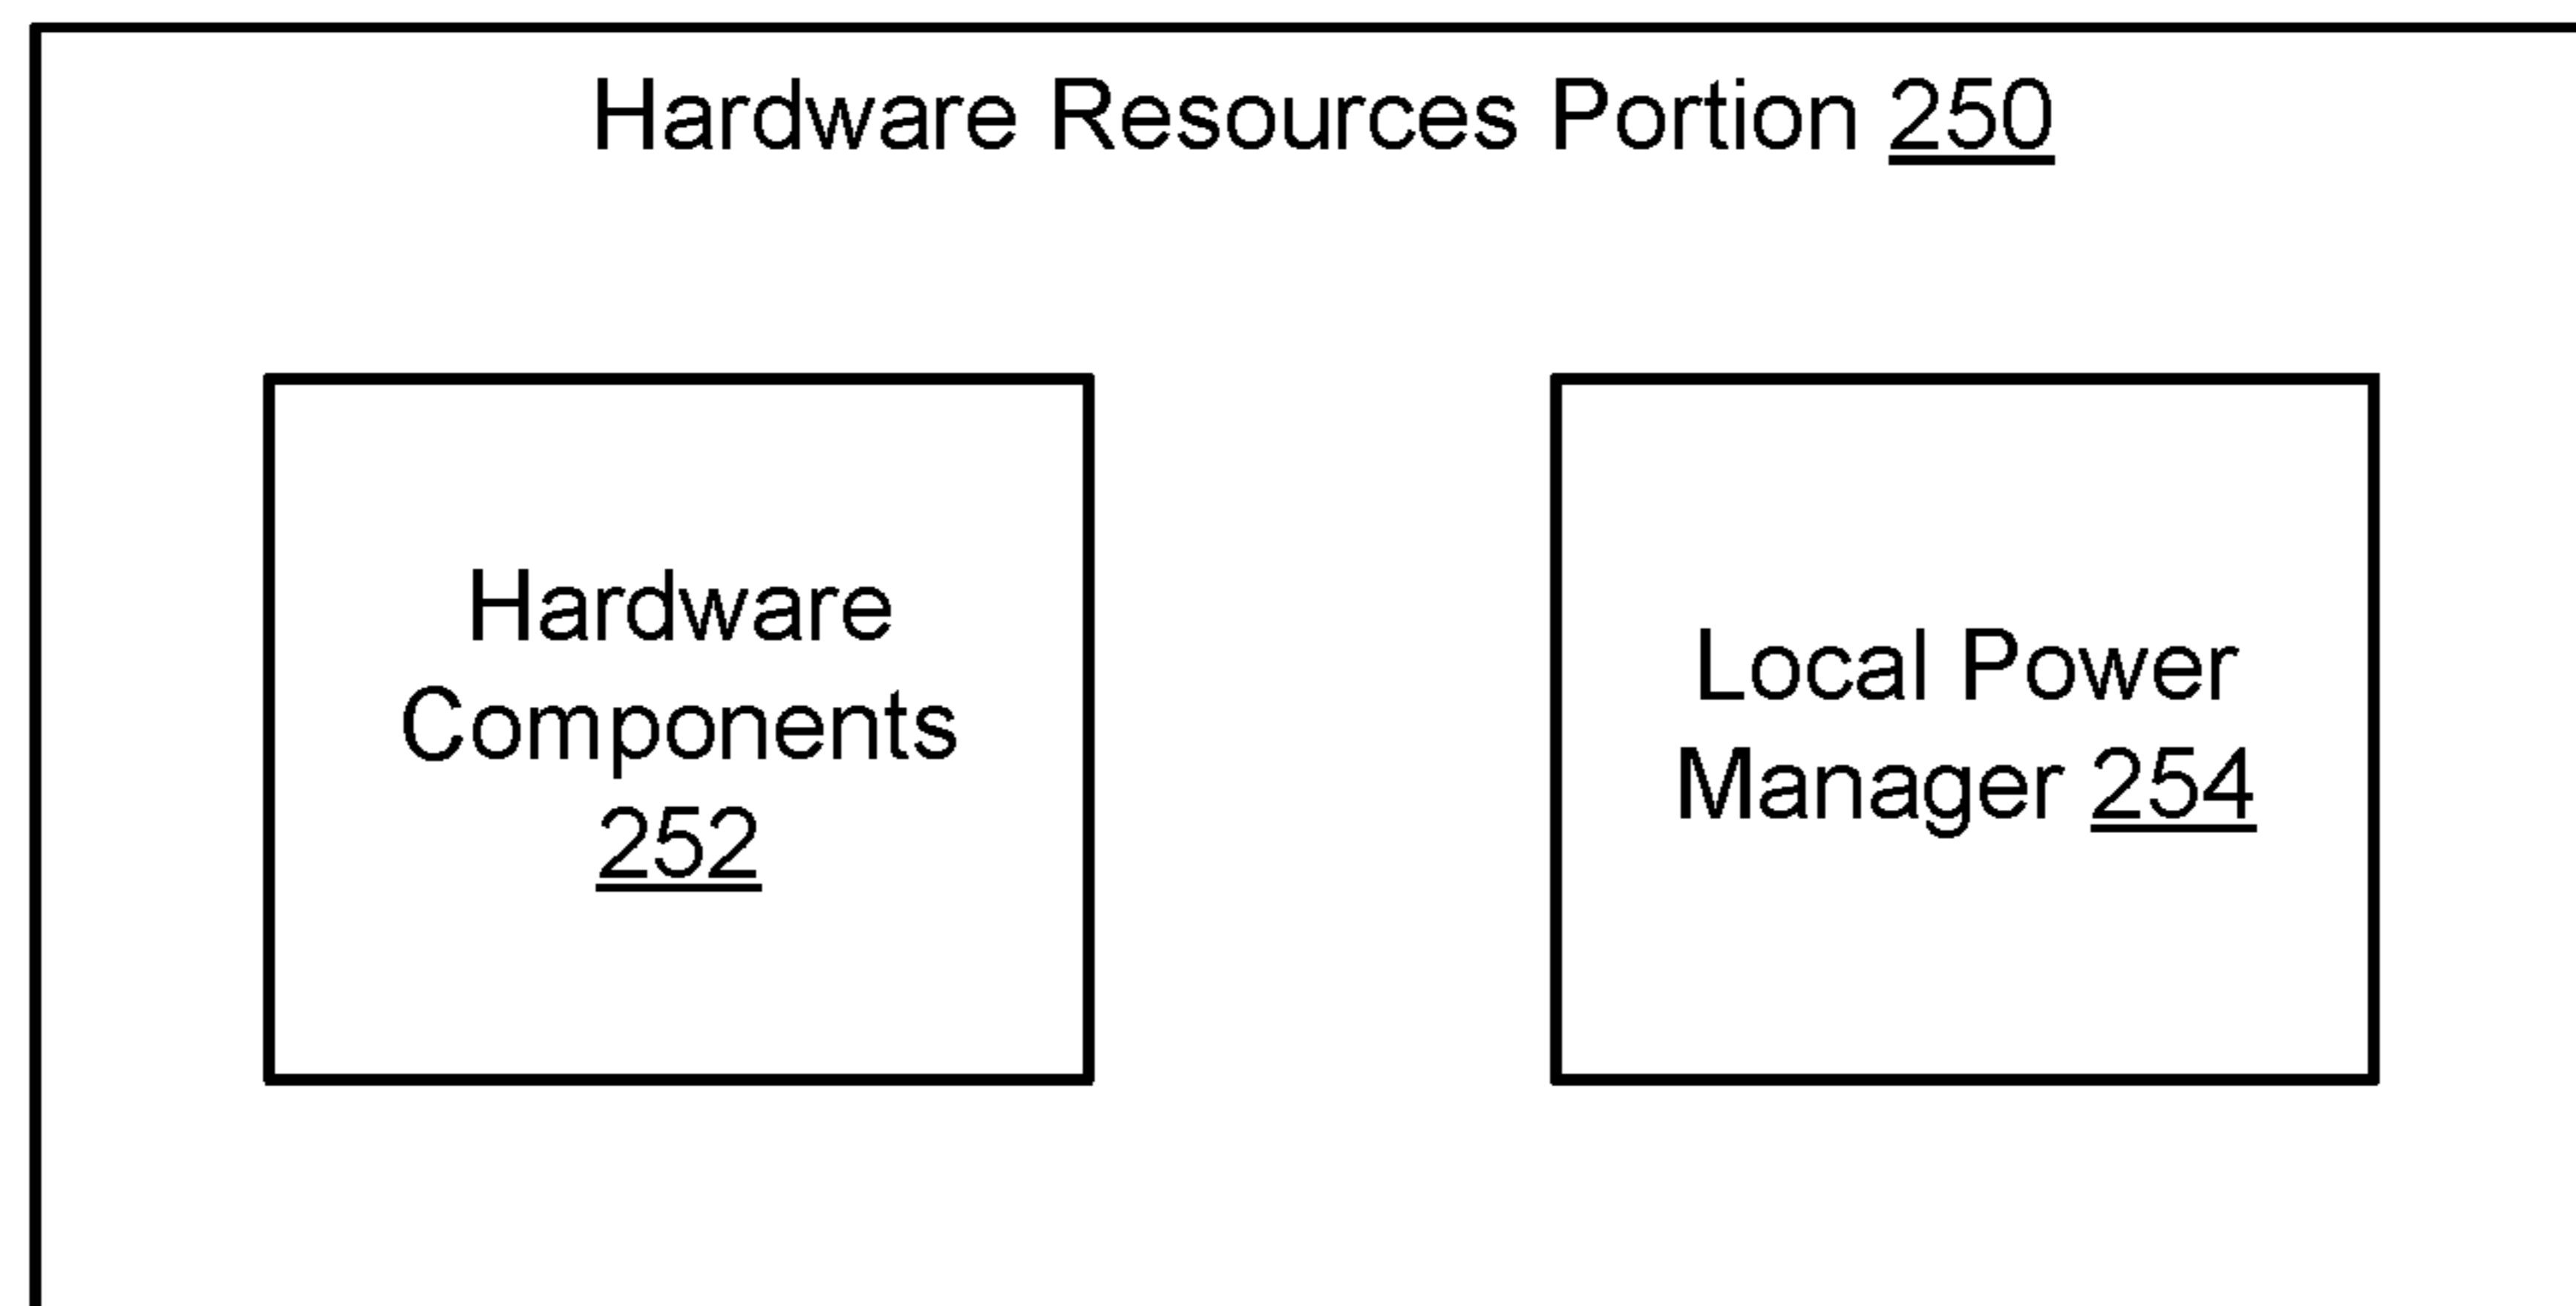 Hardware Resources Portion 250
Hardware
Components
252
Local Power
Manager 254